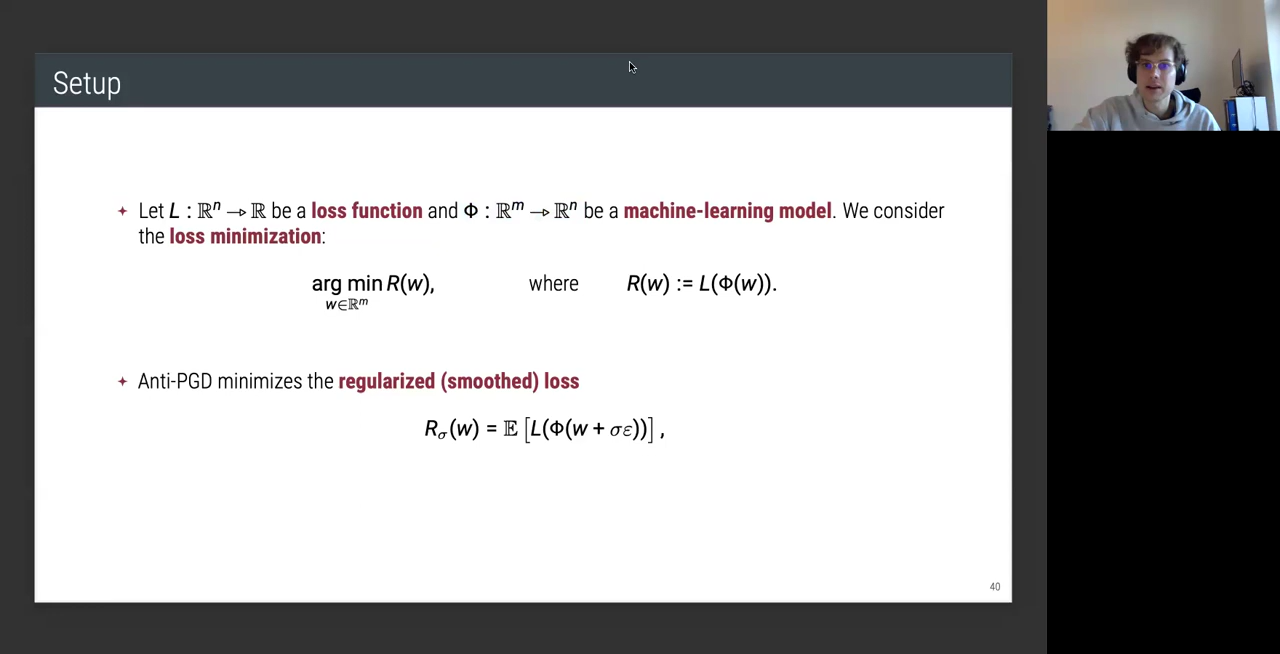 Setup
Let L : ℝⁿ → ℝ be a loss function and Φ : ℝᵐ → ℝⁿ be a machine-learning model. We consider
the loss minimization:
arg min R(w), where R(w) := L(Φ(w)).
w∈ℝᵐ
Anti-PGD minimizes the regularized (smoothed) loss
R_σ(w) = 𝔼 [L(Φ(w + σε))] ,
40